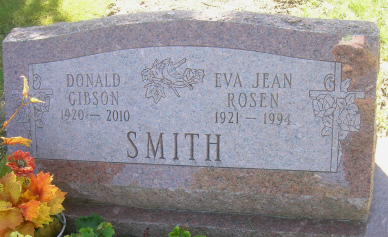 DONALD
GIBSON
1920 — 2010
EVA JEAN
ROSEN
1921 — 1994
SMITH